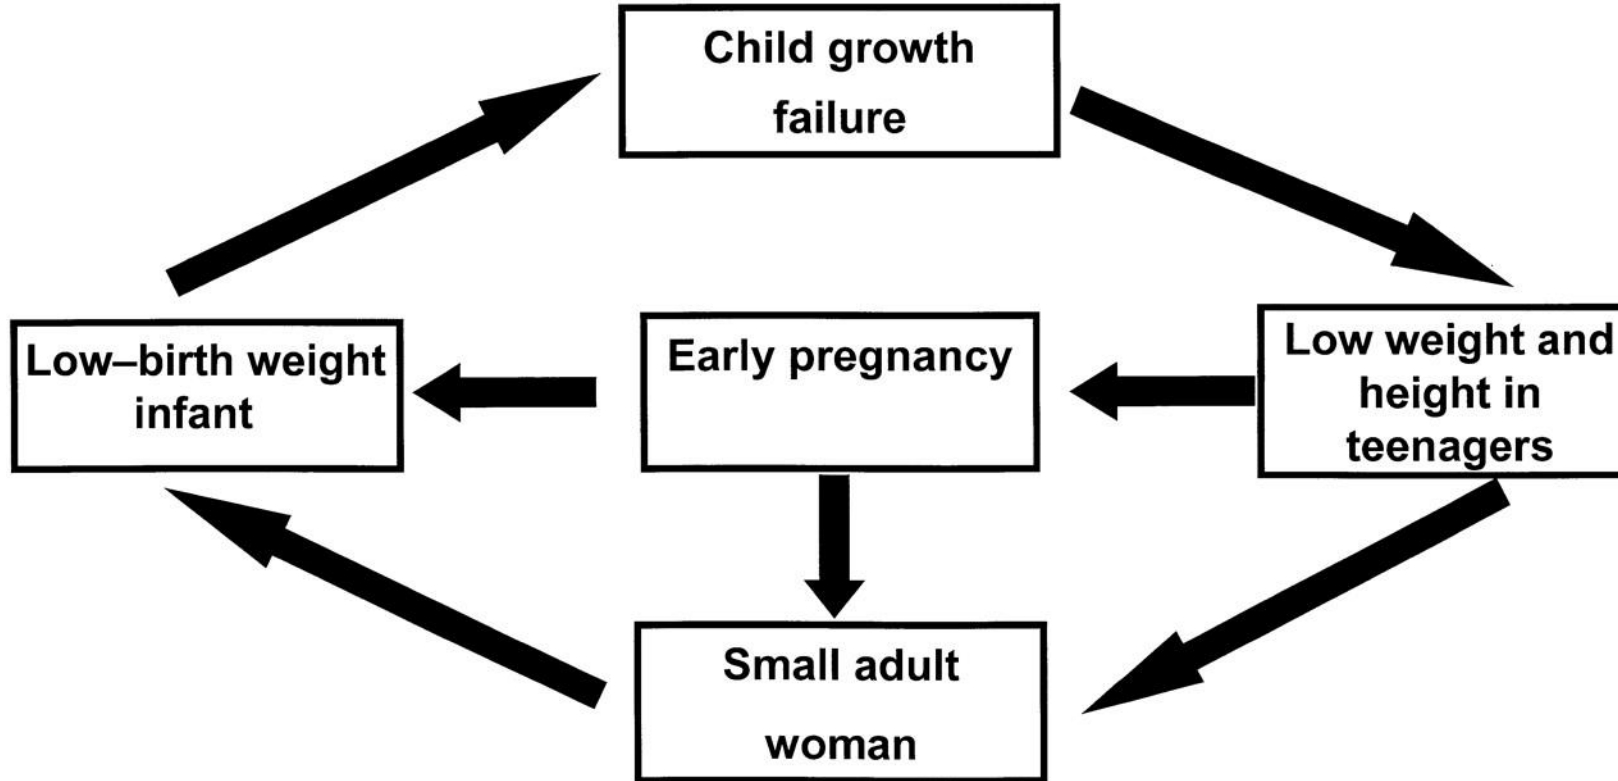 Child growth
failure
Low–birth weight
infant
Early pregnancy
Low weight and
height in
teenagers
Small adult
woman